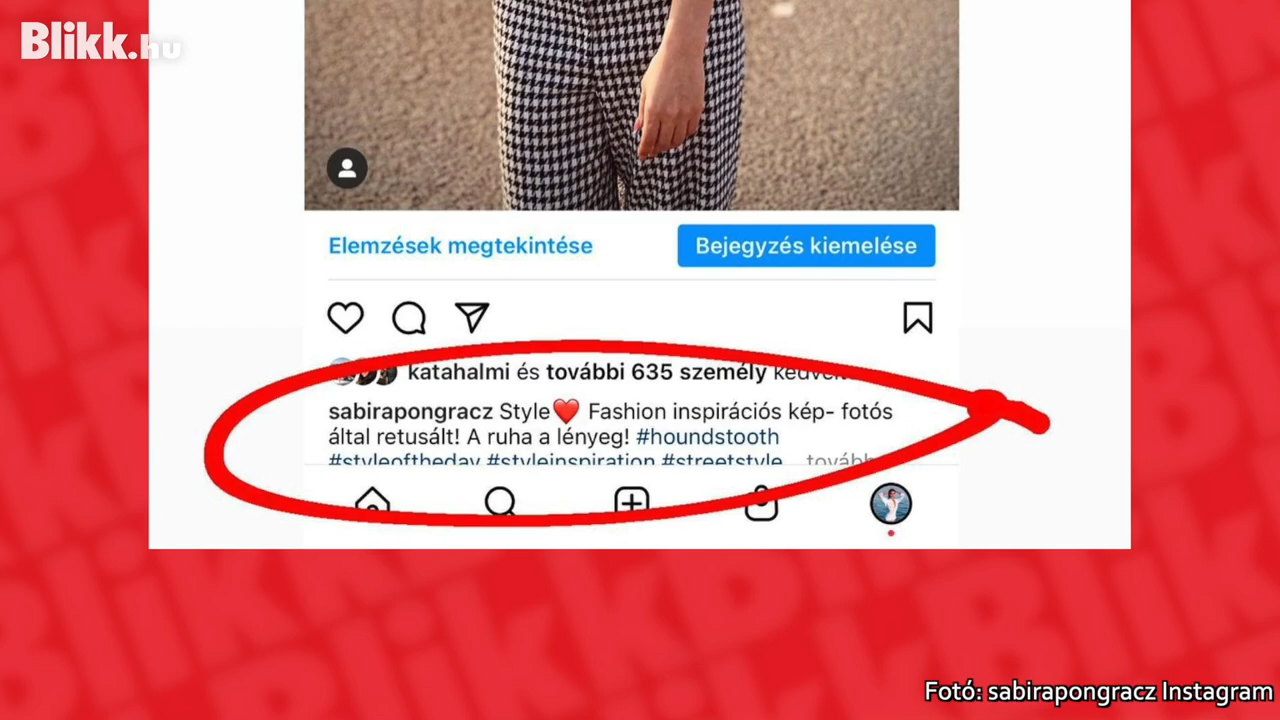 Blikk.hu
Elemzések megtekintése
Bejegyzés kiemelése
katahalmi és további 635 személy
sabirapongracz Style❤️ Fashion inspirációs kép- fotós
által retusált! A ruha a lényeg! #houndstooth
#styleoftheday #styleinspiration #streetstyle
Fotó: sabirapongracz Instagram